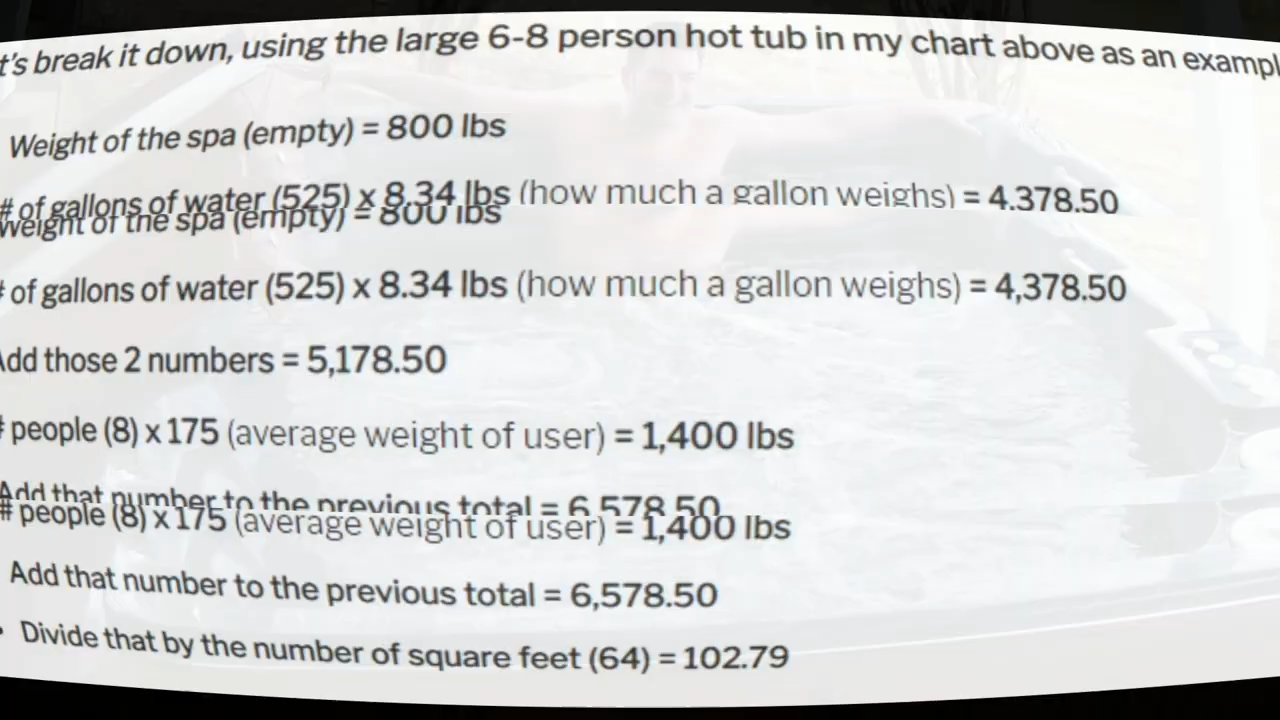 t's break it down, using the large 6-8 person hot tub in my chart above as an exampl
Weight of the spa (empty) = 800 lbs
# of gallons of water (525) x 8.34 lbs (how much a gallon weighs) = 4.378.50
Weight of the spa (empty) = 800 lbs
# of gallons of water (525) x 8.34 lbs (how much a gallon weighs) = 4,378.50
Add those 2 numbers = 5,178.50
# people (8) x 175 (average weight of user) = 1,400 lbs
Add that number to the previous total = 6,578.50
# people (8) x 175 (average weight of user) = 1,400 lbs
Add that number to the previous total = 6,578.50
• Divide that by the number of square feet (64) = 102.79